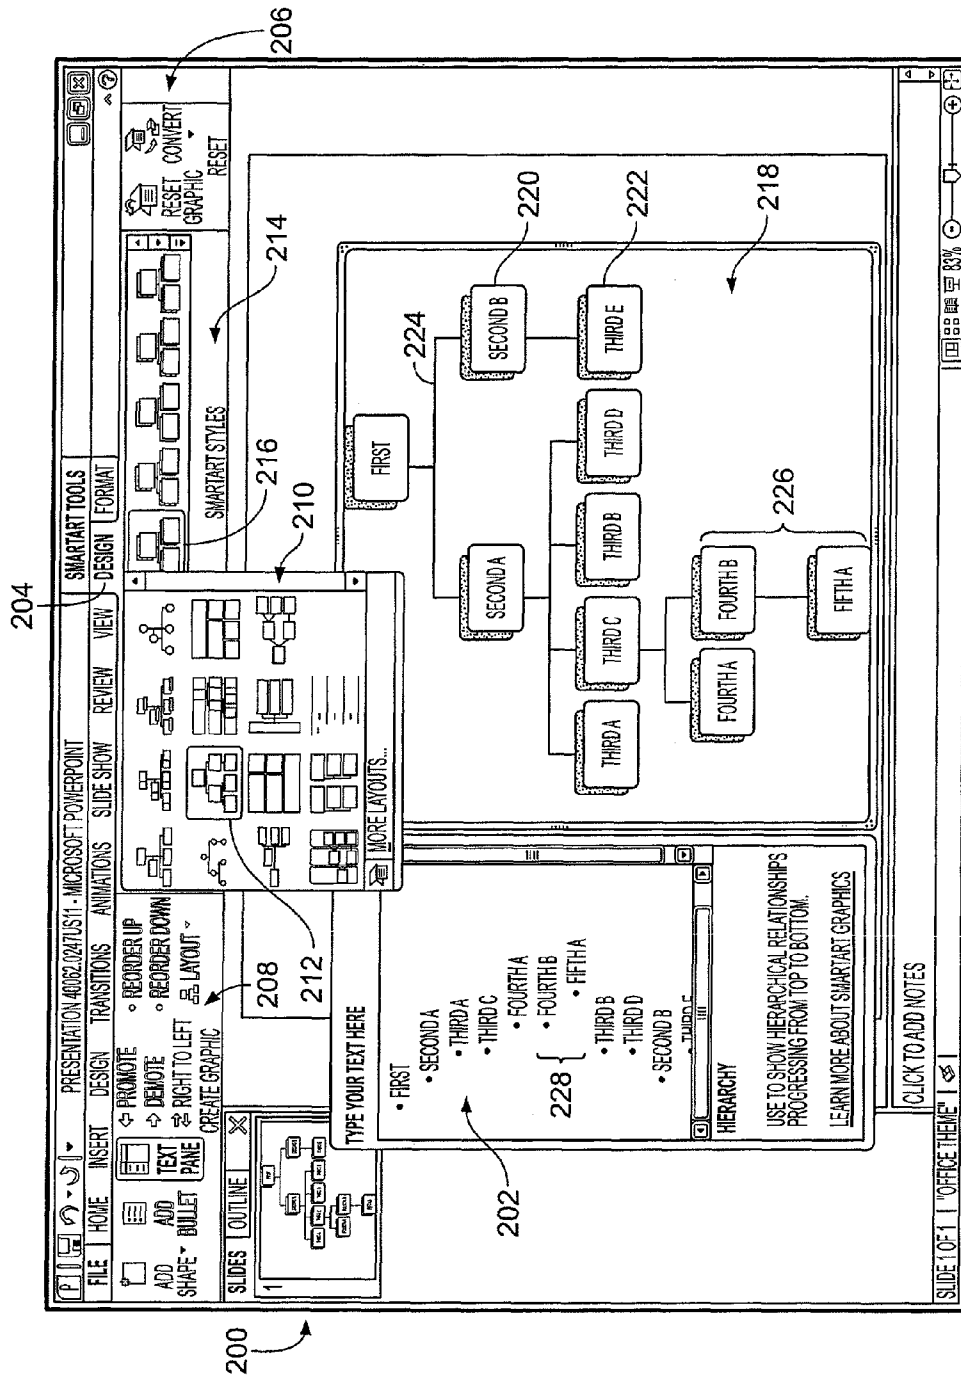 204
PRESENTATION 40062.0247US11 - MICROSOFT POWERPOINT
SMARTART TOOLS
FILE HOME INSERT DESIGN TRANSITIONS ANIMATIONS SLIDE SHOW REVIEW VIEW DESIGN FORMAT
ADD
SHAPE
ADD
BULLET
TEXT
PANE
PROMOTE
DEMOTE
RIGHT TO LEFT
REORDER UP
REORDER DOWN
LAYOUT
CREATE GRAPHIC
MORE LAYOUTS...
SMARTART STYLES
RESET
GRAPHIC
CONVERT
RESET
206
208
210
212
214
216
200
SLIDES OUTLINE
1
TYPE YOUR TEXT HERE
• FIRST
• SECOND A
• THIRD A
• THIRD C
• FOURTH A
• FOURTH B
• FIFTH A
• THIRD B
• THIRD D
• SECOND B
• THIRD E
202
228
HIERARCHY
USE TO SHOW HIERARCHICAL RELATIONSHIPS
PROGRESSING FROM TOP TO BOTTOM.
LEARN MORE ABOUT SMARTART GRAPHICS
FIRST
224
SECOND A
SECOND B
220
THIRD A
THIRD C
THIRD B
THIRD D
THIRD E
222
FOURTH A
FOURTH B
FIFTH A
226
218
CLICK TO ADD NOTES
SLIDE 1 OF 1 "OFFICE THEME" 83%